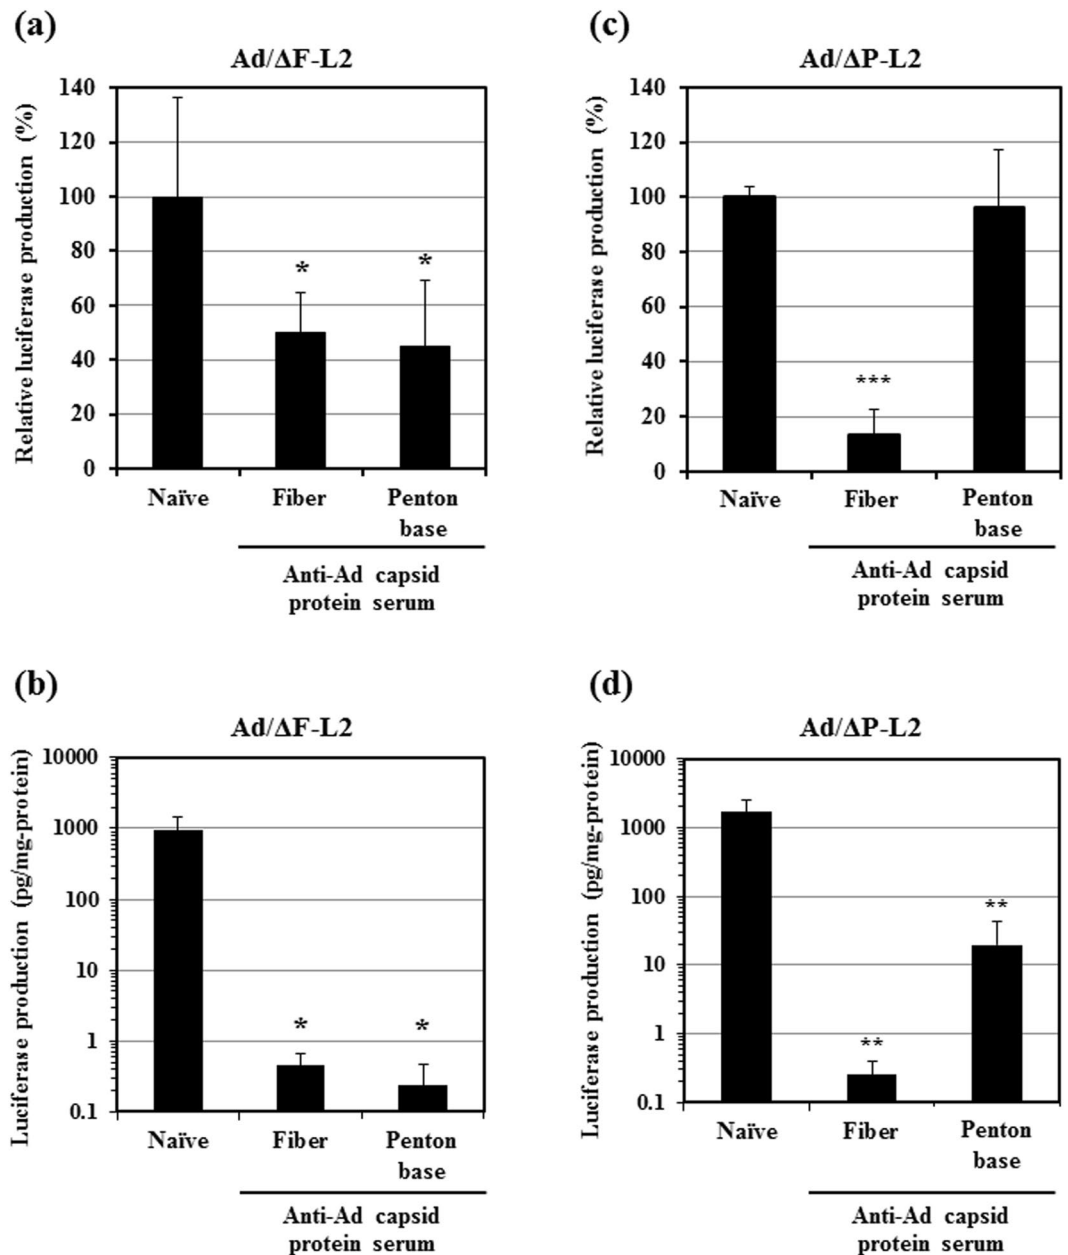 (a)
Ad/ΔF-L2
Relative luciferase production (%)
140
120
100
80
60
40
20
0
*
*
Naïve
Fiber
Penton
base
Anti-Ad capsid
protein serum
(c)
Ad/ΔP-L2
Relative luciferase production (%)
140
120
100
80
60
40
20
0
***
Naïve
Fiber
Penton
base
Anti-Ad capsid
protein serum
(b)
Ad/ΔF-L2
Luciferase production (pg/mg-protein)
10000
1000
100
10
1
0.1
*
*
Naïve
Fiber
Penton
base
Anti-Ad capsid
protein serum
(d)
Ad/ΔP-L2
Luciferase production (pg/mg-protein)
10000
1000
100
10
1
0.1
**
**
Naïve
Fiber
Penton
base
Anti-Ad capsid
protein serum